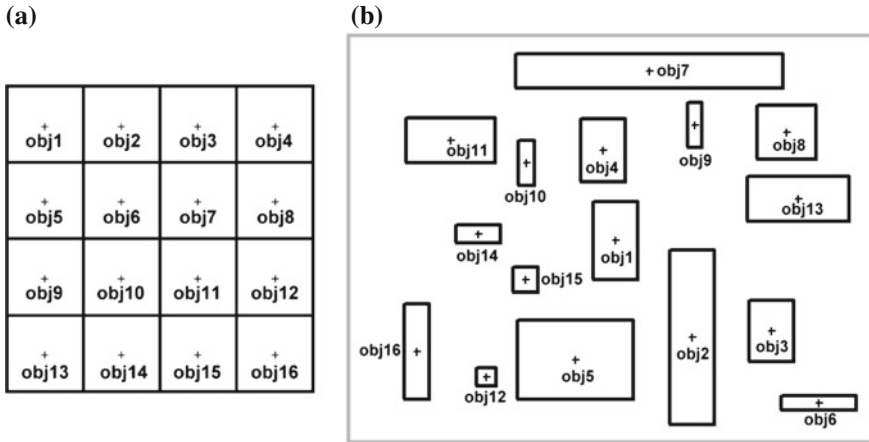 (a)
obj1 obj2 obj3 obj4
obj5 obj6 obj7 obj8
obj9 obj10 obj11 obj12
obj13 obj14 obj15 obj16
(b)
obj7
obj11
obj10
obj4
obj9
obj8
obj13
obj14
obj1
obj15
obj16
obj12
obj5
obj2
obj3
obj6